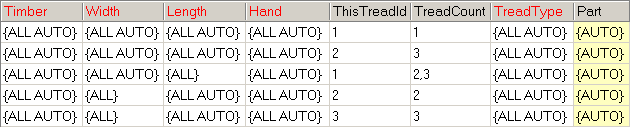 Timber Width Length Hand ThisTreadId TreadCount TreadType Part
{ALL AUTO} {ALL AUTO} {ALL AUTO} {ALL AUTO} 1 1 {ALL AUTO} {AUTO}
{ALL AUTO} {ALL AUTO} {ALL AUTO} {ALL AUTO} 2 3 {ALL AUTO} {AUTO}
{ALL AUTO} {ALL AUTO} {ALL} {ALL AUTO} 1 2,3 {ALL AUTO} {AUTO}
{ALL AUTO} {ALL} {ALL AUTO} {ALL AUTO} 2 2 {ALL AUTO} {AUTO}
{ALL AUTO} {ALL} {ALL AUTO} {ALL AUTO} 3 3 {ALL AUTO} {AUTO}